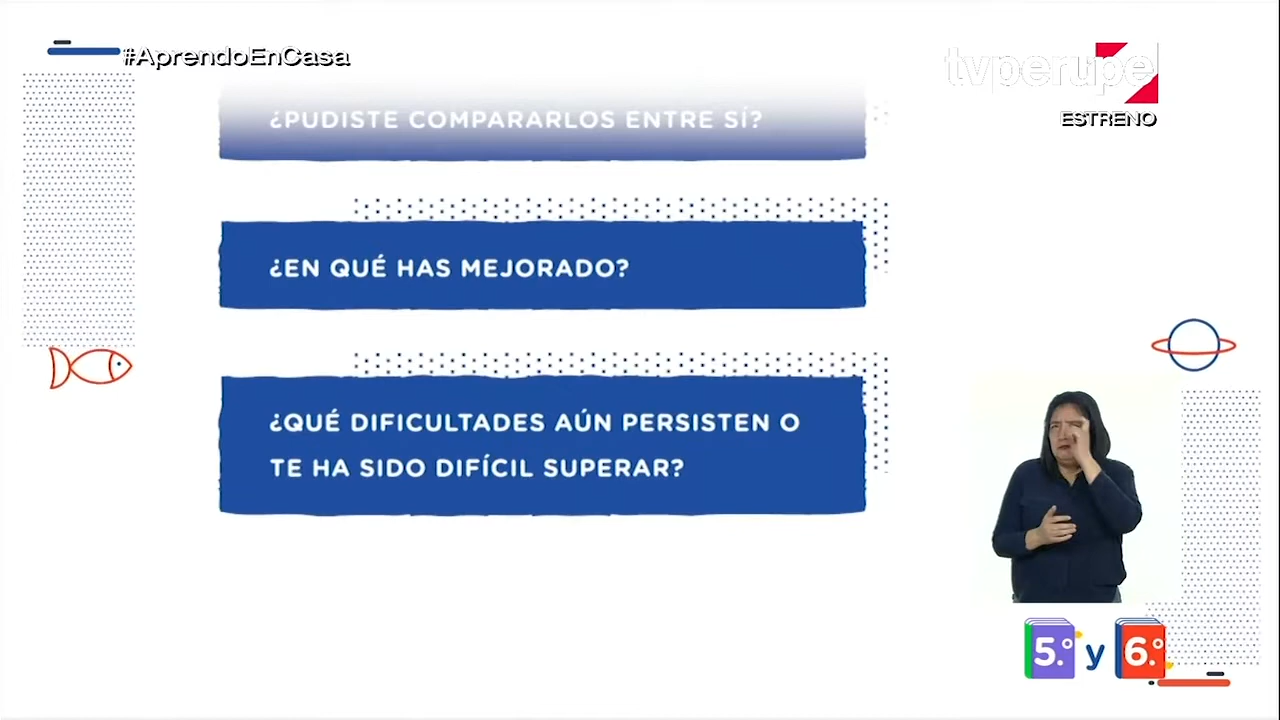 #AprendoEnCasa
tvperupe
ESTRENO
¿PUDISTE COMPARARLOS ENTRE SÍ?
¿EN QUÉ HAS MEJORADO?
¿QUÉ DIFICULTADES AÚN PERSISTEN O
TE HA SIDO DIFÍCIL SUPERAR?
5.º y 6.º